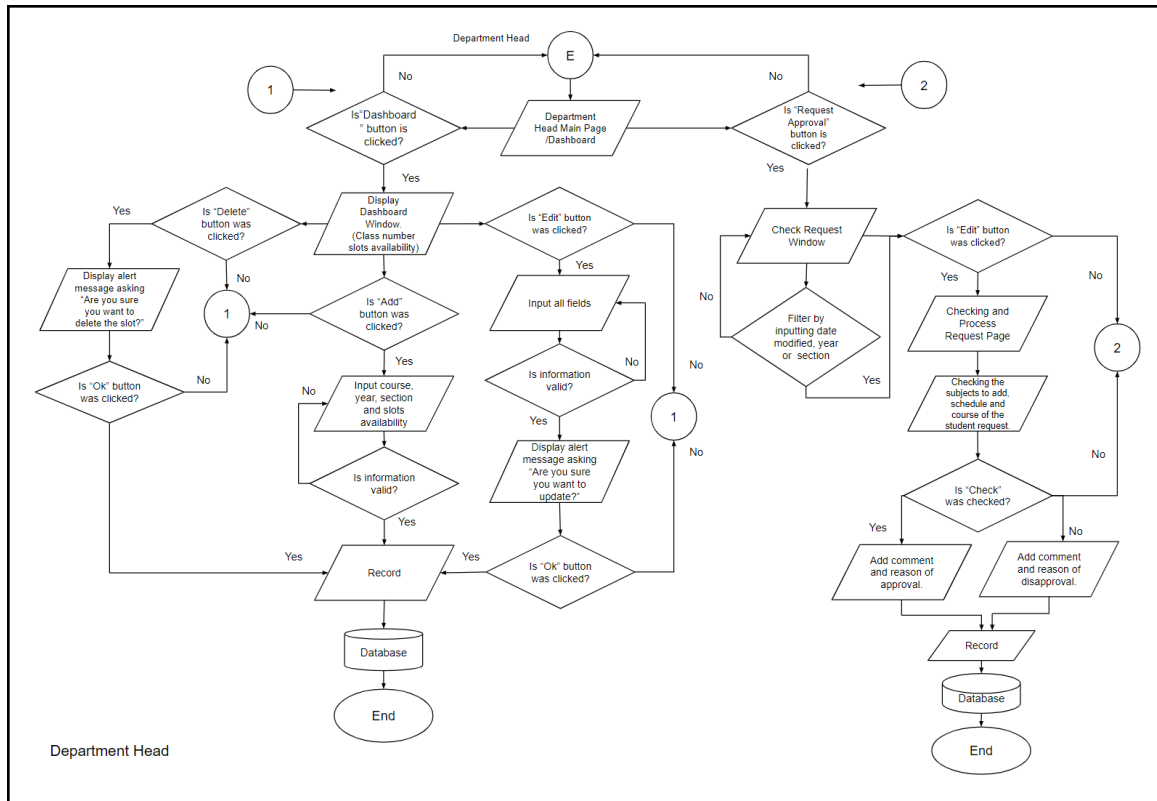 Department Head
E
No
No
1
2
Is“Dashboard
” button is
clicked?
Department
Head Main Page
/Dashboard
Is “Request
Approval”
button is
clicked?
Yes
Yes
Yes
Is “Delete”
button was
clicked?
Display
Dashboard
Window.
(Class number
slots availability)
Is “Edit” button
was clicked?
Check Request
Window
Is “Edit” button
was clicked?
No
Yes
Yes
No
Display alert
message asking
“Are you sure
you want to
delete the slot?”
1
No
Is “Add”
button was
clicked?
Input all fields
No
Filter by
inputting date
modified, year
or section
Checking and
Process
Request Page
2
Yes
No
No
Yes
Is “Ok” button
was clicked?
No
No
Input course,
year, section
and slots
availability
Is information
valid?
1
Checking the
subjects to add,
schedule and
course of the
student request.
Yes
No
No
Is information
valid?
Display alert
message asking
“Are you sure
you want to
update?”
Is “Check”
was checked?
Yes
Yes
No
Yes
Yes
Record
Is “Ok” button
was clicked?
Add comment
and reason of
approval.
Add comment
and reason of
disapproval.
Database
Record
Database
End
End
Department Head